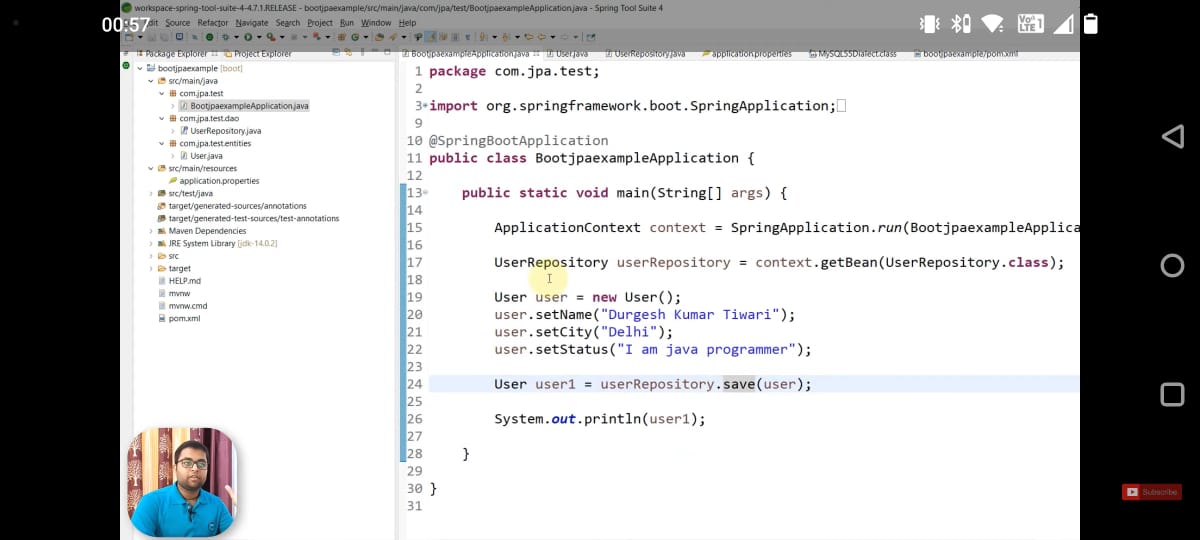 00:57
VoLTE 1
workspace-spring-tool-suite-4-4.7.1.RELEASE - bootjpaexample/src/main/java/com/jpa/test/BootjpaexampleApplication.java - Spring Tool Suite 4
Edit Source Refactor Navigate Search Project Run Window Help
Package Explorer Project Explorer
BootjpaexampleApplication.java User.java UserRepository.java application.properties MySQL55Dialect.class bootjpaexample/pom.xml
bootjpaexample [boot]
src/main/java
com.jpa.test
BootjpaexampleApplication.java
com.jpa.test.dao
UserRepository.java
com.jpa.test.entities
User.java
src/main/resources
application.properties
src/test/java
target/generated-sources/annotations
target/generated-test-sources/test-annotations
Maven Dependencies
JRE System Library [jdk-14.0.2]
src
target
HELP.md
mvnw
mvnw.cmd
pom.xml
1 package com.jpa.test;
2
3 import org.springframework.boot.SpringApplication;
9
10 @SpringBootApplication
11 public class BootjpaexampleApplication {
12
13 public static void main(String[] args) {
14
15 ApplicationContext context = SpringApplication.run(BootjpaexampleApplica
16
17 UserRepository userRepository = context.getBean(UserRepository.class);
18
19 User user = new User();
20 user.setName("Durgesh Kumar Tiwari");
21 user.setCity("Delhi");
22 user.setStatus("I am java programmer");
23
24 User user1 = userRepository.save(user);
25
26 System.out.println(user1);
27
28 }
29
30 }
31
Subscribe